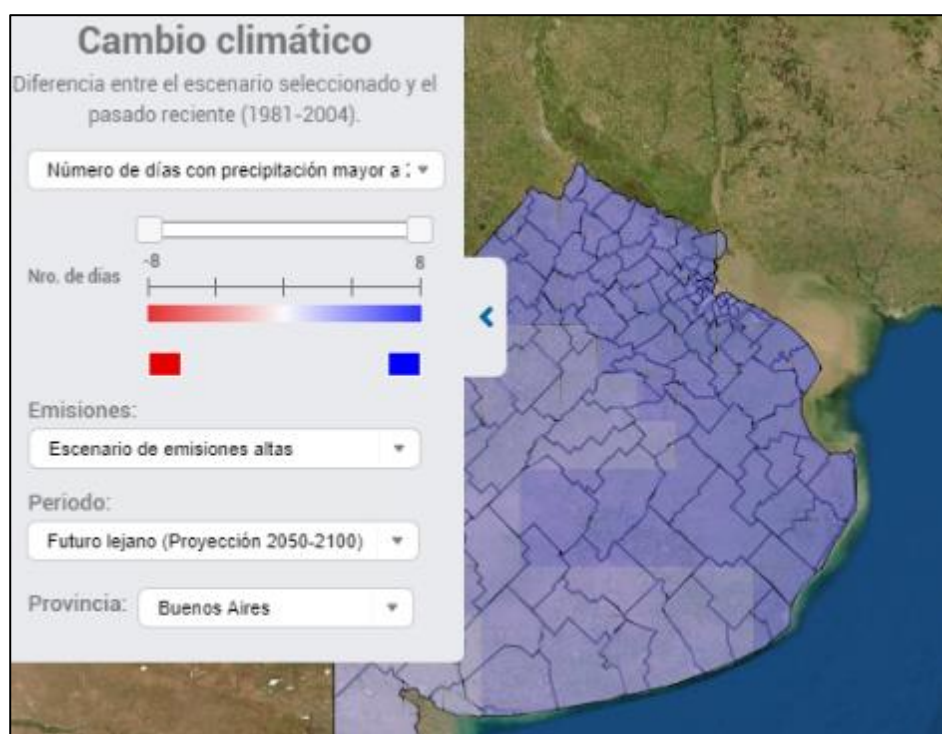 Cambio climático
Diferencia entre el escenario seleccionado y el
pasado reciente (1981-2004).
Número de días con precipitación mayor a
-8 8
Nro. de días
Emisiones:
Escenario de emisiones altas
Periodo:
Futuro lejano (Proyección 2050-2100)
Provincia: Buenos Aires